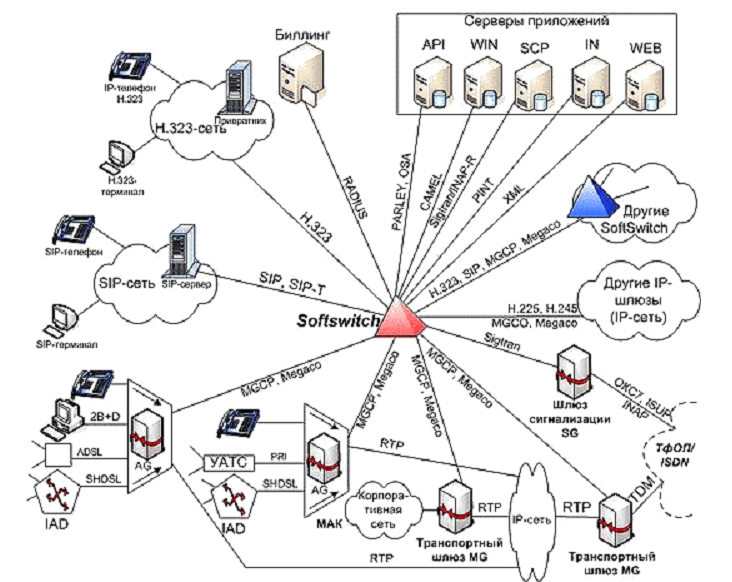 Серверы приложений
Биллинг
API
WIN
SCP
IN
WEB
IP-телефон
H.323
H.323-сеть
Привратник
H.323-
терминал
RADIUS
H.323
PARLEY, OSA
CAMEL
Sigtran/INAP-R
PINT
XML
H.323, SIP, MGCP, Megaco
Другие
SoftSwitch
SIP-телефон
SIP-сеть
SIP-сервер
SIP-терминал
SIP, SIP-T
Softswitch
H.225, H.245
MGCO, Megaco
Другие IP-
шлюзы
(IP-сеть)
Sigtran
Шлюз
сигнализации
SG
ОКС7, ISUP
INAP
ТФОП/
ISDN
TDM
MGCP, Megaco
MGCP, Megaco
MGCP, Megaco
MGCP, Megaco
2B+D
ADSL
SHDSL
AG
IAD
УАТС
PRI
SHDSL
AG
IAD
МАК
RTP
Корпора-
тивная
сеть
RTP
IP-сеть
RTP
Транспортный
шлюз MG
Транспортный
шлюз MG
RTP